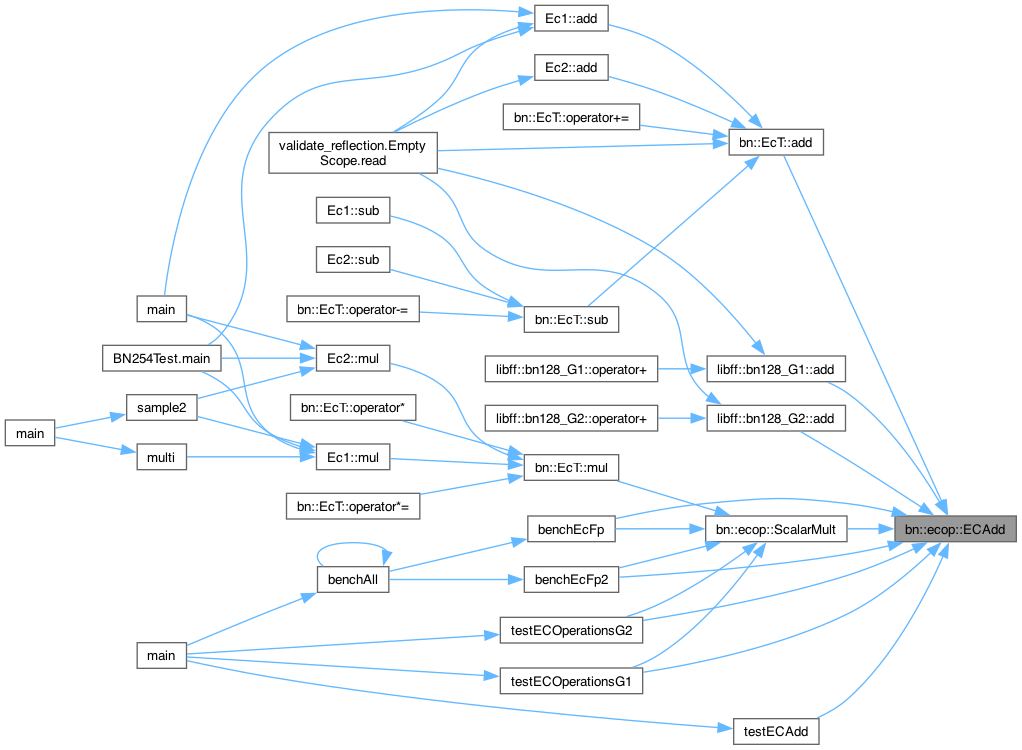 Ec1::add
Ec2::add
bn::EcT::operator+=
bn::EcT::add
validate_reflection.Empty
Scope.read
Ec1::sub
Ec2::sub
main
bn::EcT::operator-=
bn::EcT::sub
BN254Test.main
Ec2::mul
libff::bn128_G1::operator+
libff::bn128_G1::add
sample2
bn::EcT::operator*
libff::bn128_G2::operator+
libff::bn128_G2::add
main
multi
Ec1::mul
bn::EcT::mul
bn::EcT::operator*=
benchEcFp
bn::ecop::ScalarMult
bn::ecop::ECAdd
benchAll
benchEcFp2
testECOperationsG2
main
testECOperationsG1
testECAdd